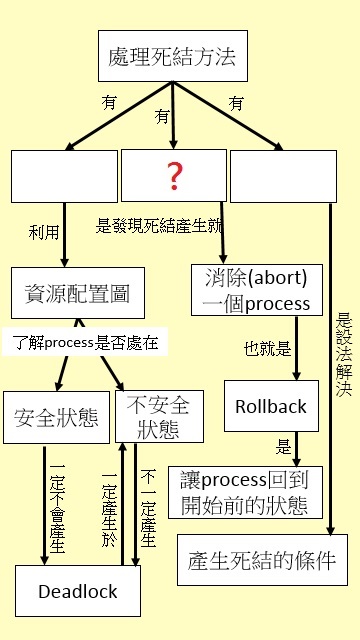 處理死結方法
有
有
有
?
利用
是發現死結產生就
資源配置圖
消除(abort)
一個process
了解process是否處在
也就是
是設法解決
安全狀態
不安全
狀態
Rollback
是
一定不會產生
一定產生於
不一定產生
讓process回到
開始前的狀態
Deadlock
產生死結的條件